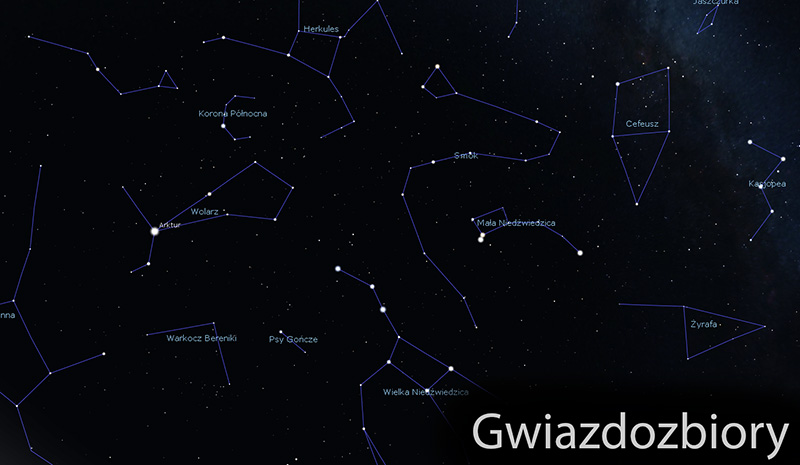 Jaszczurka
Herkules
Korona Północna
Cefeusz
Smok
Kasjopea
Wolarz
Arktur
Mała Niedźwiedzica
nna
Żyrafa
Warkocz Bereniki
Psy Gończe
Wielka Niedźwiedzica
Gwiazdozbiory